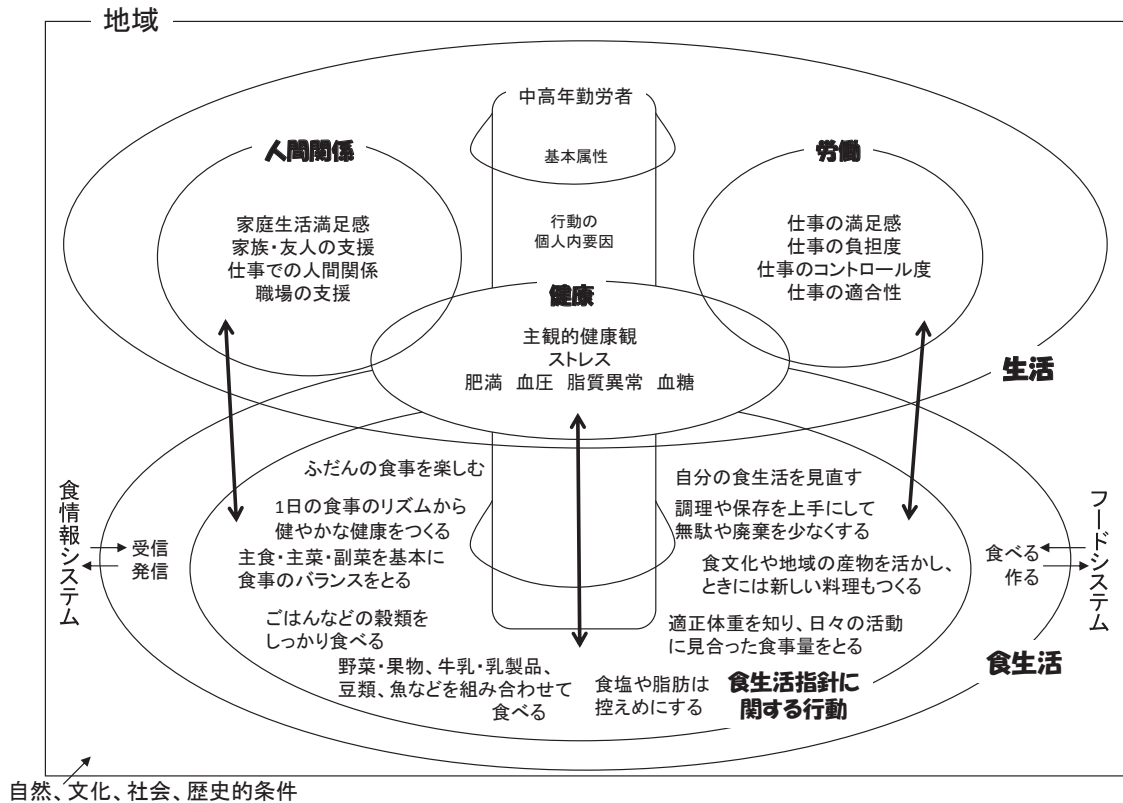 地域
中高年勤労者
基本属性
行動の
個人内要因
人間関係
家庭生活満足感
家族・友人の支援
仕事での人間関係
職場の支援
労働
仕事の満足感
仕事の負担度
仕事のコントロール度
仕事の適合性
健康
主観的健康観
ストレス
肥満 血圧 脂質異常 血糖
生活
ふだんの食事を楽しむ
1日の食事のリズムから
健やかな健康をつくる
主食・主菜・副菜を基本に
食事のバランスをとる
ごはんなどの穀類を
しっかり食べる
野菜・果物、牛乳・乳製品、
豆類、魚などを組み合わせて
食べる
自分の食生活を見直す
調理や保存を上手にして
無駄や廃棄を少なくする
食文化や地域の産物を活かし、
ときには新しい料理もつくる
適正体重を知り、日々の活動
に見合った食事量をとる
食塩や脂肪は
控えめにする
食生活指針に
関する行動
食生活
食情報システム
受信
発信
食べる
作る
フードシステム
自然、文化、社会、歴史的条件